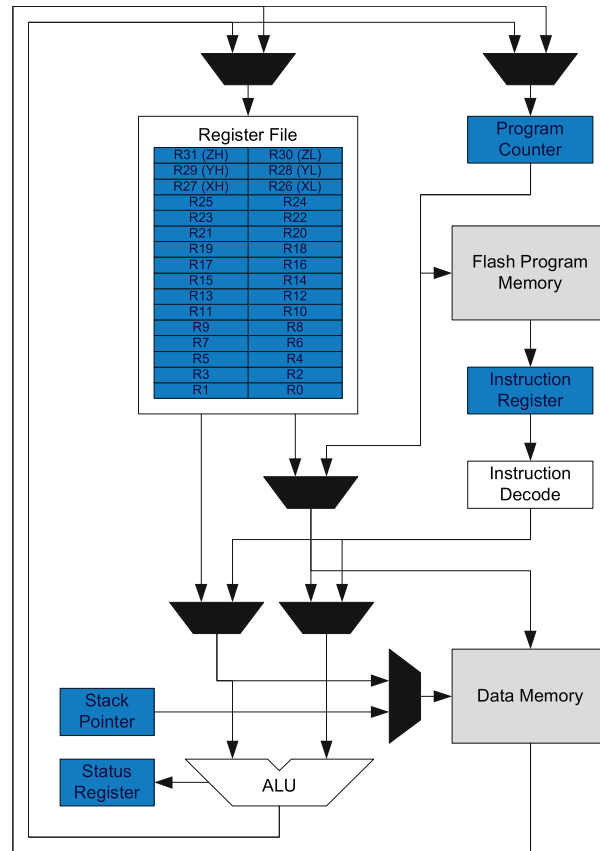 Register File
R31 (ZH) R30 (ZL)
R29 (YH) R28 (YL)
R27 (XH) R26 (XL)
R25 R24
R23 R22
R21 R20
R19 R18
R17 R16
R15 R14
R13 R12
R11 R10
R9 R8
R7 R6
R5 R4
R3 R2
R1 R0
Program
Counter
Flash Program
Memory
Instruction
Register
Instruction
Decode
Stack
Pointer
Data Memory
Status
Register
ALU